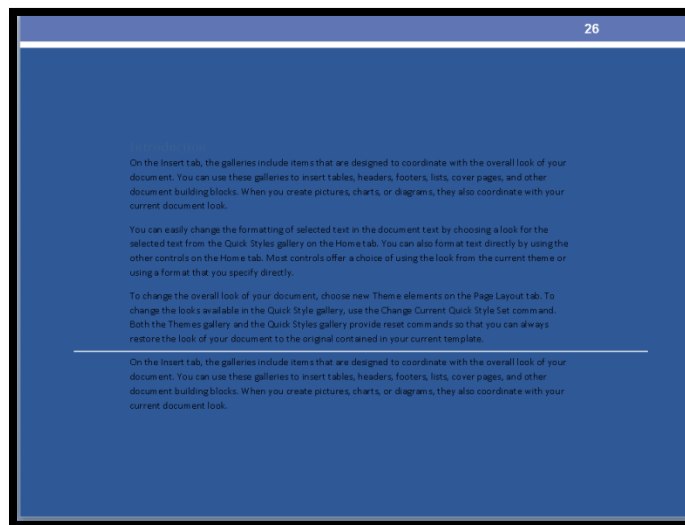 26
Introduction
On the Insert tab, the galleries include items that are designed to coordinate with the overall look of your
document. You can use these galleries to insert tables, headers, footers, lists, cover pages, and other
document building blocks. When you create pictures, charts, or diagrams, they also coordinate with your
current document look.
You can easily change the formatting of selected text in the document text by choosing a look for the
selected text from the Quick Styles gallery on the Home tab. You can also format text directly by using the
other controls on the Home tab. Most controls offer a choice of using the look from the current theme or
using a format that you specify directly.
To change the overall look of your document, choose new Theme elements on the Page Layout tab. To
change the looks available in the Quick Style gallery, use the Change Current Quick Style Set command.
Both the Themes gallery and the Quick Styles gallery provide reset commands so that you can always
restore the look of your document to the original contained in your current template.
On the Insert tab, the galleries include items that are designed to coordinate with the overall look of your
document. You can use these galleries to insert tables, headers, footers, lists, cover pages, and other
document building blocks. When you create pictures, charts, or diagrams, they also coordinate with your
current document look.